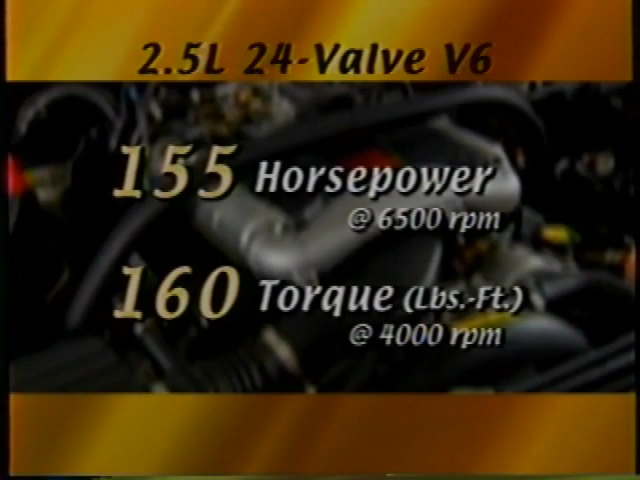 2.5L 24-Valve V6
155 Horsepower
@ 6500 rpm
160 Torque (Lbs.-Ft.)
@ 4000 rpm